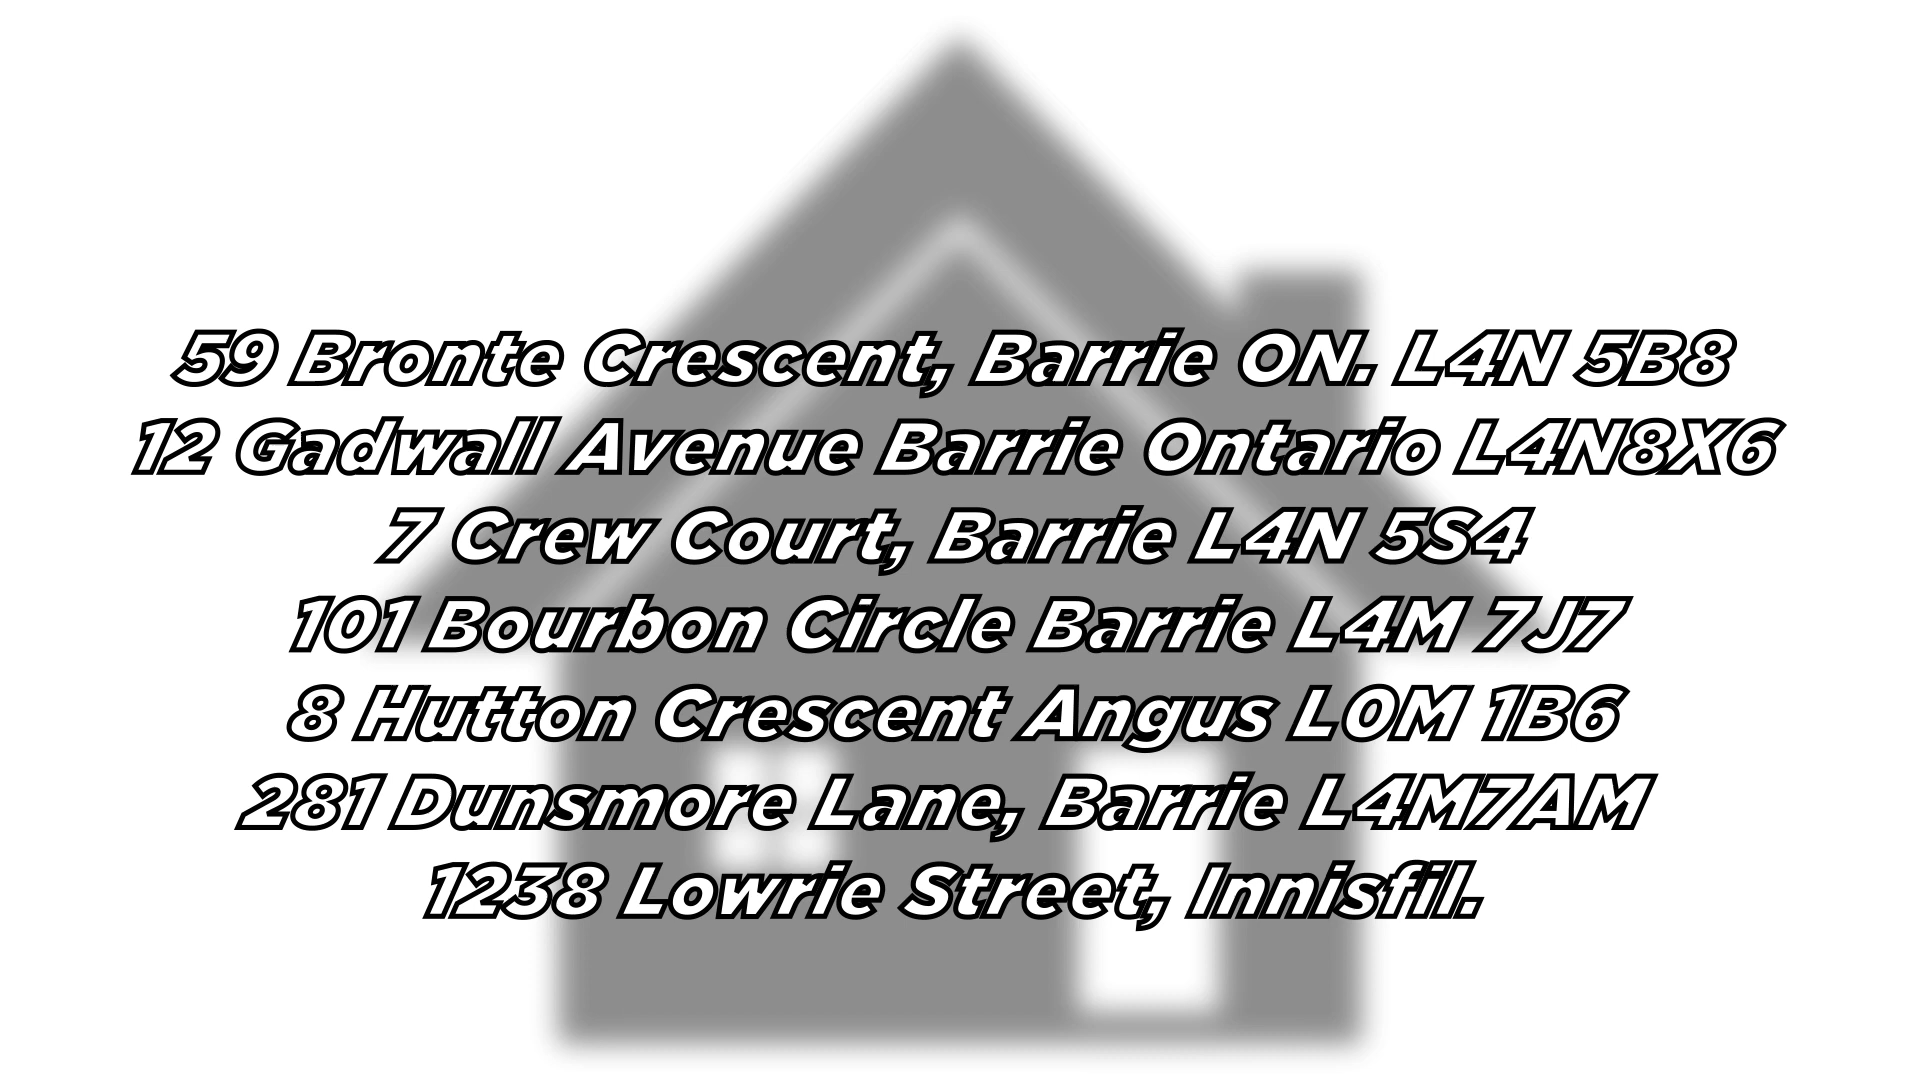 59 Bronte Crescent, Barrie ON. L4N 5B8
12 Gadwall Avenue Barrie Ontario L4N8X6
7 Crew Court, Barrie L4N 5S4
101 Bourbon Circle Barrie L4M 7J7
8 Hutton Crescent Angus L0M 1B6
281 Dunsmore Lane, Barrie L4M7AM
1238 Lowrie Street, Innisfil.